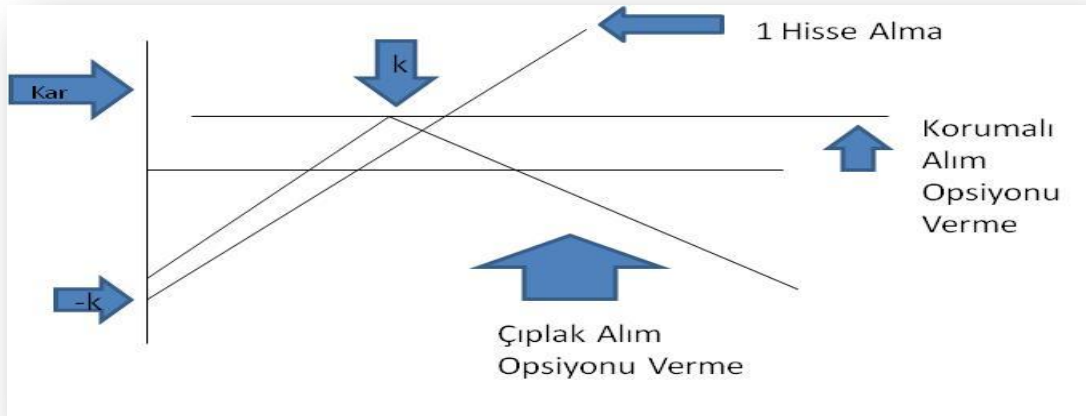 1 Hisse Alma
k
Kar
Korumalı
Alım
Opsiyonu
Verme
-k
Çıplak Alım
Opsiyonu Verme